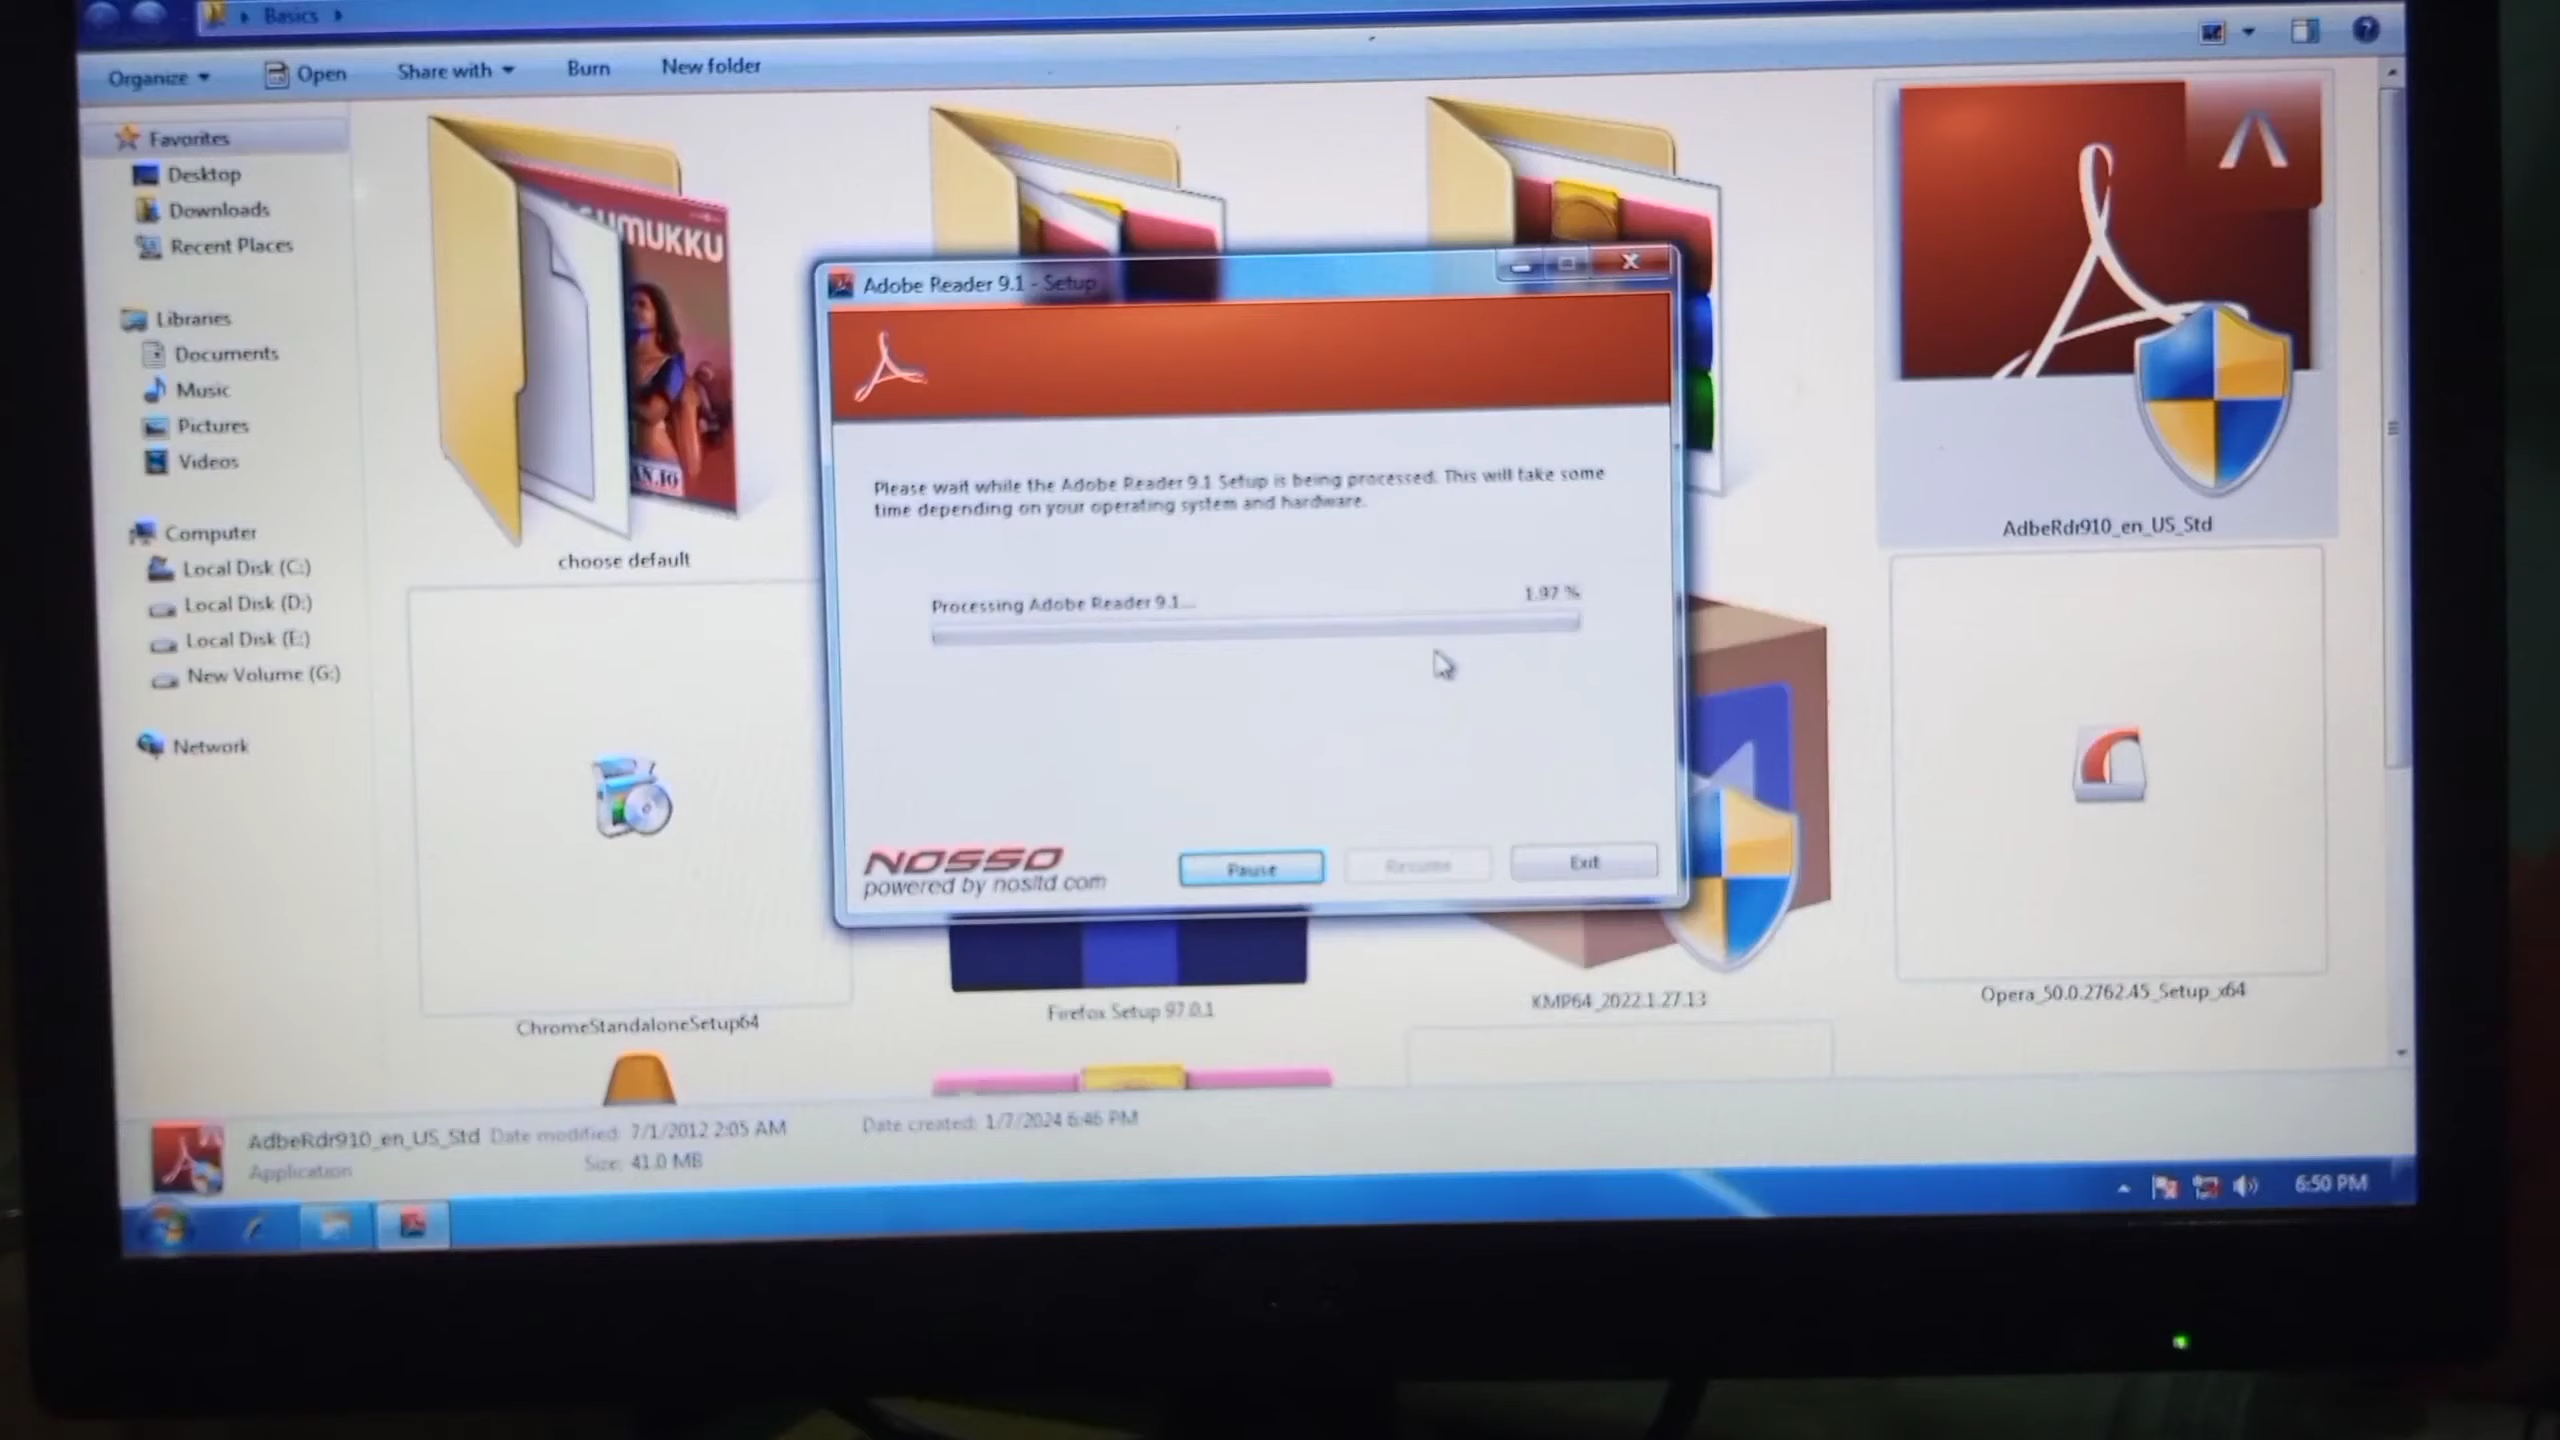 Basics
Organize
Open
Share with
Burn
New folder
Favorites
Desktop
Downloads
Recent Places
Libraries
Documents
Music
Pictures
Videos
Computer
Local Disk (C:)
Local Disk (D:)
Local Disk (E:)
New Volume (G:)
Network
UMUKKU
AN.IO
choose default
AdbeRdr910_en_US_Std
Adobe Reader 9.1 - Setup
Please wait while the Adobe Reader 9.1 Setup is being processed. This will take some
time depending on your operating system and hardware.
Processing Adobe Reader 9.1...
1.97 %
NOSSO
powered by nosltd.com
Pause
Resume
Exit
ChromeStandaloneSetup64
Firefox Setup 97.0.1
KMP64_2022.1.27.13
Opera_50.0.2762.45_Setup_x64
AdbeRdr910_en_US_Std Date modified: 7/1/2012 2:05 AM Date created: 1/7/2024 6:46 PM
Application Size: 41.0 MB
6:50 PM